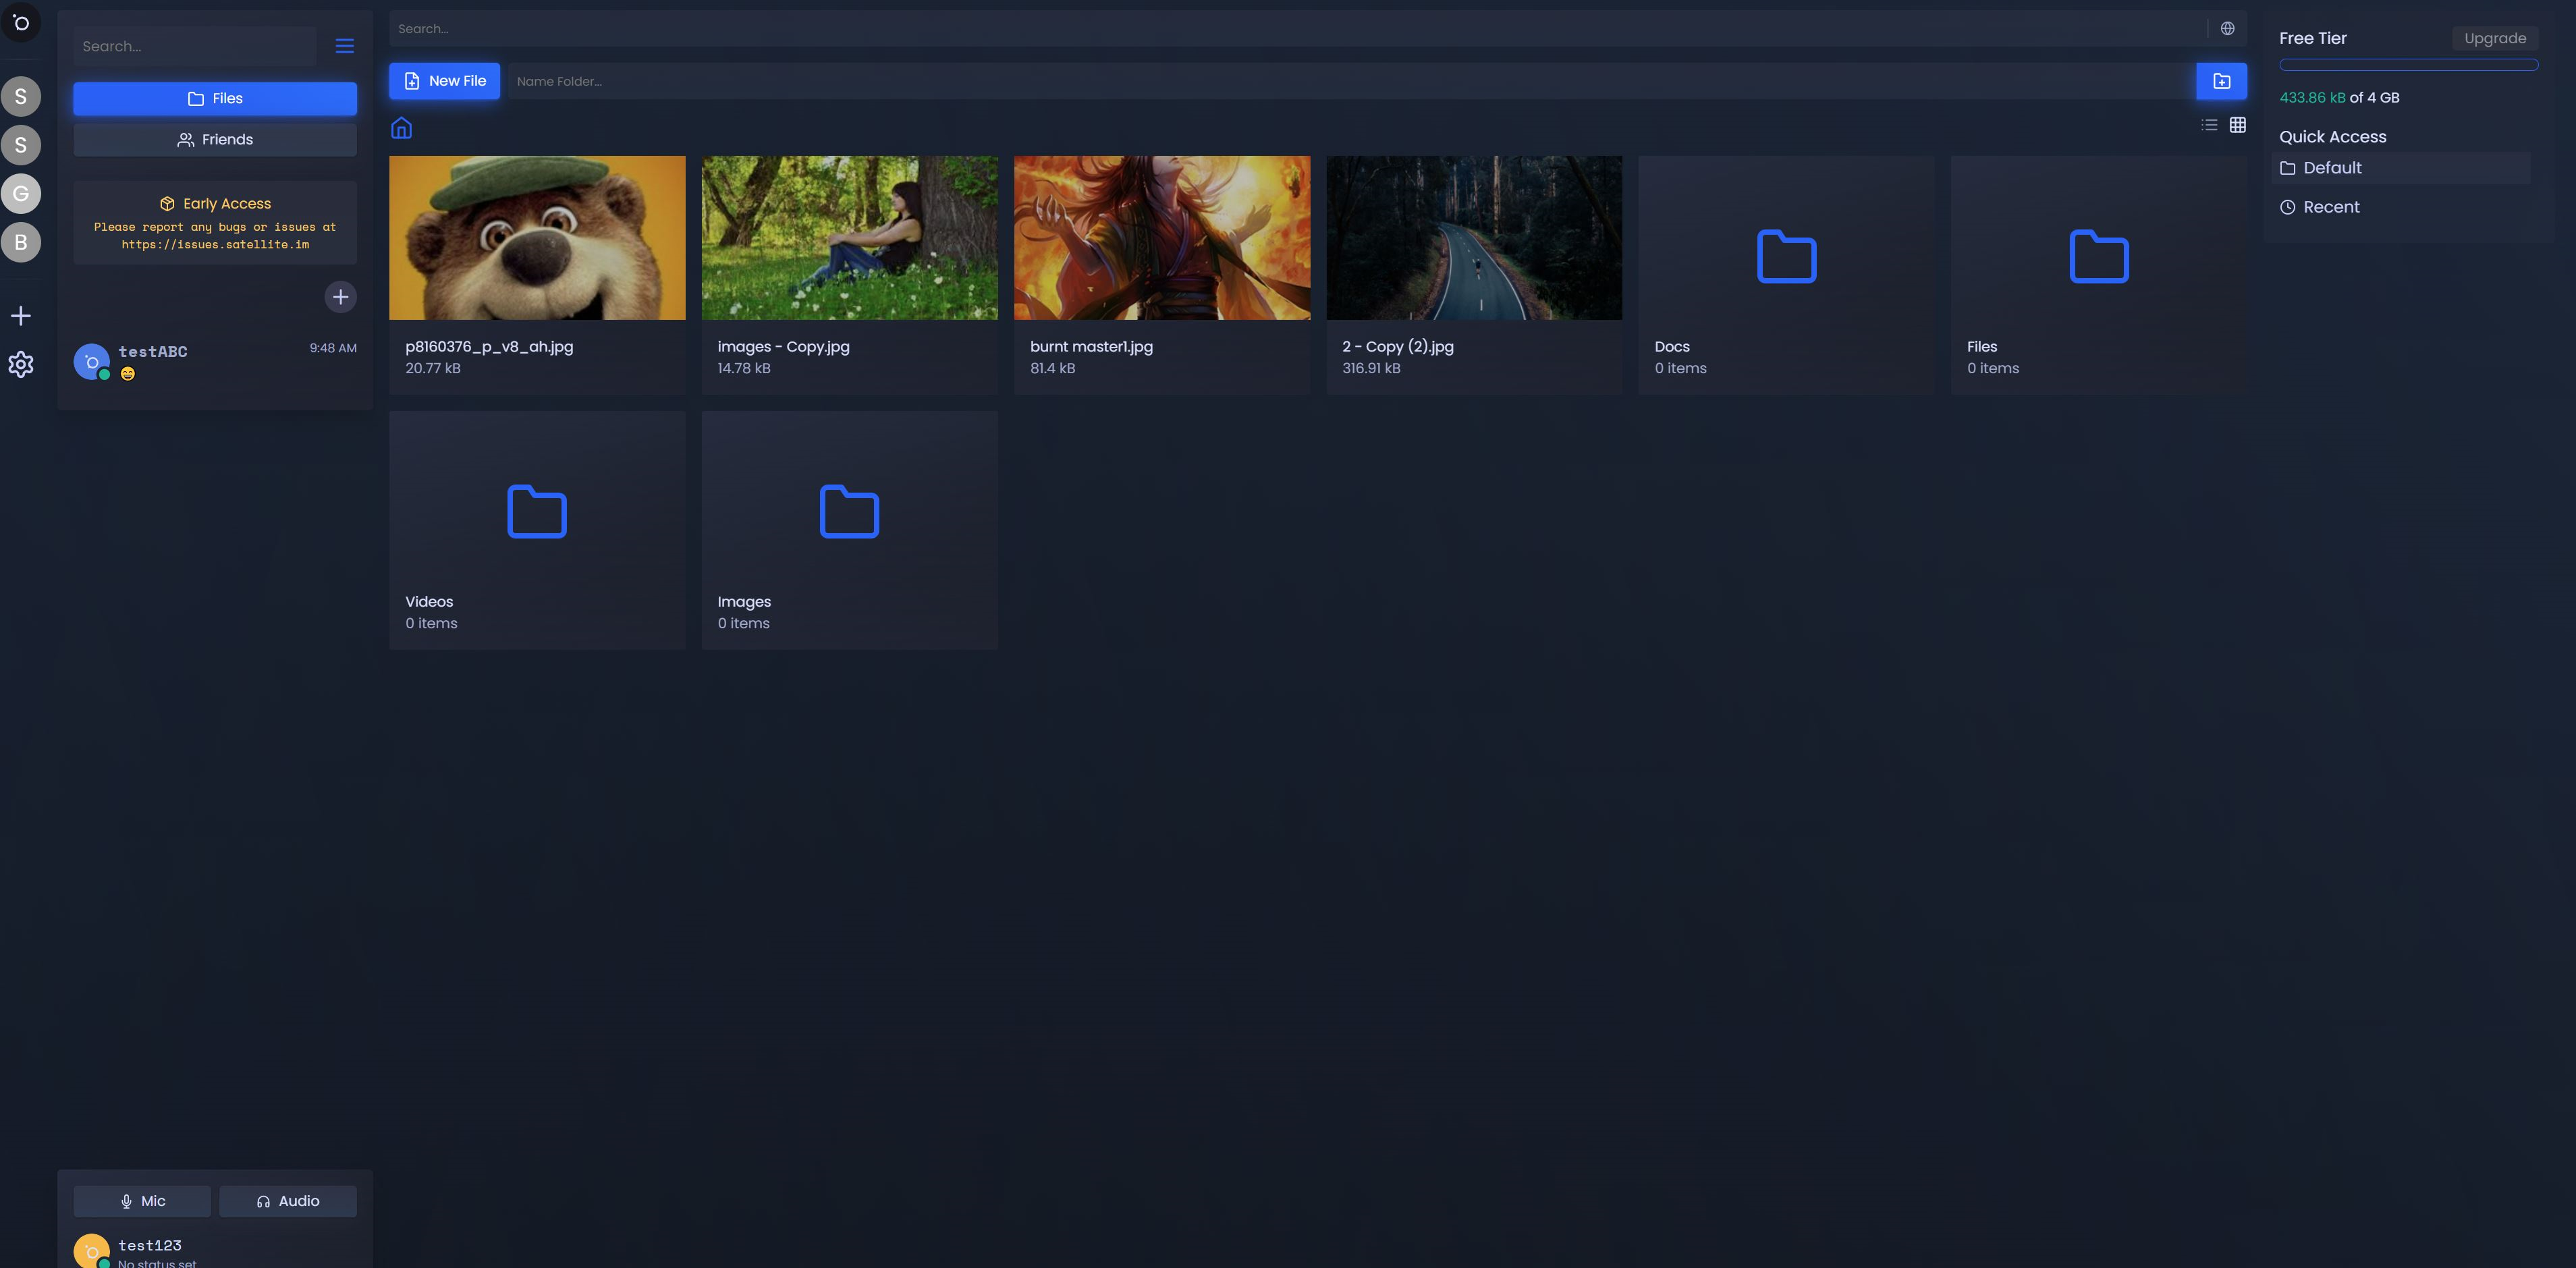 Search...
Files
Friends
Early Access
Please report any bugs or issues at
https://issues.satellite.im
testABC
9:48 AM
S
S
G
B
Mic
Audio
test123
No status set
Search...
New File
Name Folder...
p8160376_p_v8_ah.jpg
20.77 kB
images - Copy.jpg
14.78 kB
burnt master1.jpg
81.4 kB
2 - Copy (2).jpg
316.91 kB
Docs
0 items
Files
0 items
Videos
0 items
Images
0 items
Free Tier
Upgrade
433.86 kB of 4 GB
Quick Access
Default
Recent